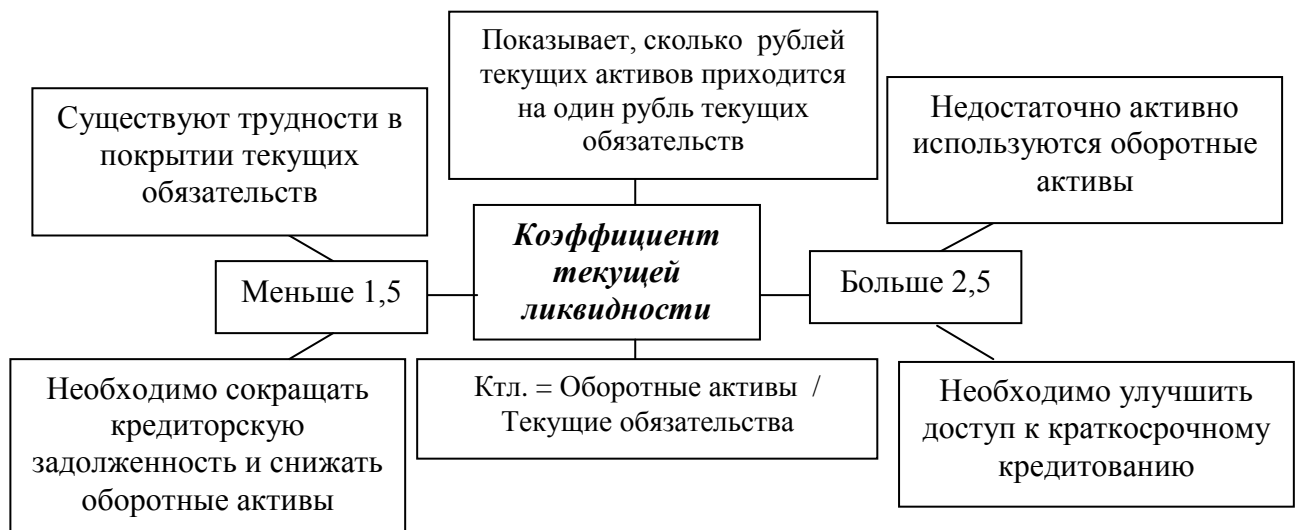 Показывает, сколько рублей
текущих активов приходится
на один рубль текущих
обязательств
Существуют трудности в
покрытии текущих
обязательств
Недостаточно активно
используются оборотные
активы
Коэффициент
текущей
ликвидности
Меньше 1,5
Больше 2,5
Необходимо сокращать
кредиторскую
задолженность и снижать
оборотные активы
Ктл. = Оборотные активы /
Текущие обязательства
Необходимо улучшить
доступ к краткосрочному
кредитованию